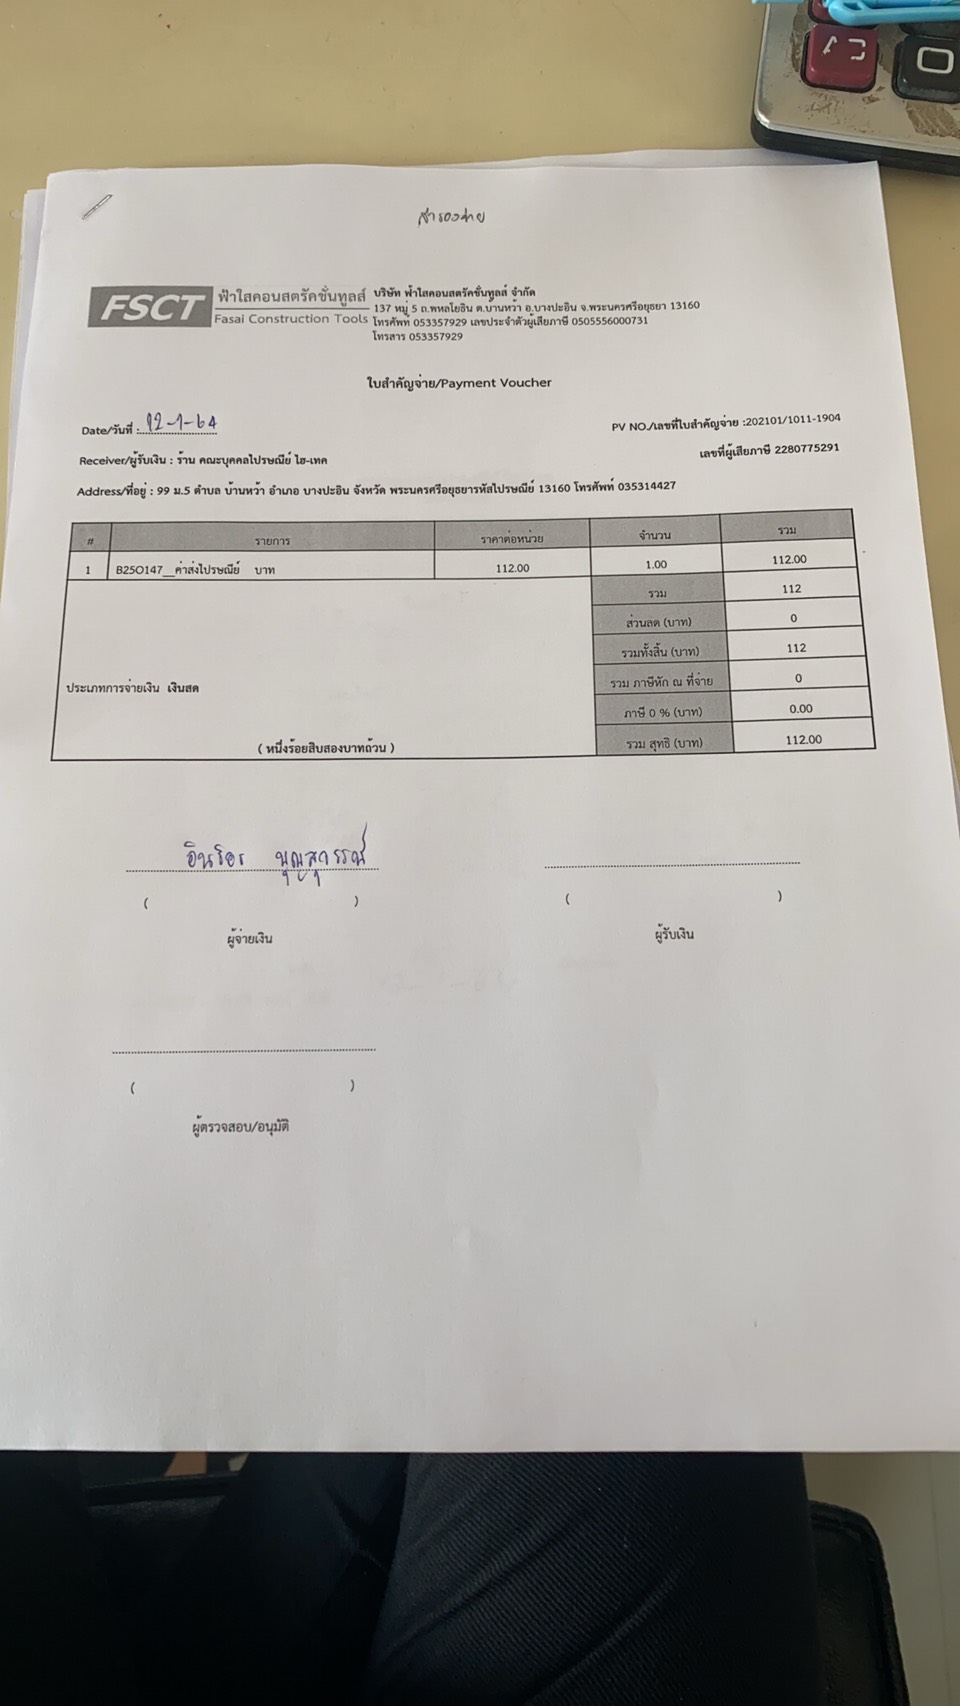 สำรองจ่าย
FSCT
ฟ้าใสคอนสตรัคชั่นทูลส์
Fasai Construction Tools
บริษัท ฟ้าใสคอนสตรัคชั่นทูลส์ จำกัด
137 หมู่ 5 ถ.พหลโยธิน ต.บ้านหว้า อ.บางปะอิน จ.พระนครศรีอยุธยา 13160
โทรศัพท์ 053357929 เลขประจำตัวผู้เสียภาษี 0505556000731
โทรสาร 053357929
ใบสำคัญจ่าย/Payment Voucher
Date/วันที่ : 12-1-64
PV NO./เลขที่ใบสำคัญจ่าย :202101/1011-1904
Receiver/ผู้รับเงิน : ร้าน คณะบุคคลไปรษณีย์ ไฮ-เทค
เลขที่ผู้เสียภาษี 2280775291
Address/ที่อยู่ : 99 ม.5 ตำบล บ้านหว้า อำเภอ บางปะอิน จังหวัด พระนครศรีอยุธยารหัสไปรษณีย์ 13160 โทรศัพท์ 035314427
# รายการ ราคาต่อหน่วย จำนวน รวม
1 B25O147__ค่าส่งไปรษณีย์ บาท 112.00 1.00 112.00
รวม 112
ส่วนลด (บาท) 0
รวมทั้งสิ้น (บาท) 112
ประเภทการจ่ายเงิน เงินสด
รวม ภาษีหัก ณ ที่จ่าย 0
ภาษี 0 % (บาท) 0.00
( หนึ่งร้อยสิบสองบาทถ้วน )
รวม สุทธิ (บาท) 112.00
อินธิอร บุญสุวรรณ์
( ) ( )
ผู้จ่ายเงิน ผู้รับเงิน
( )
ผู้ตรวจสอบ/อนุมัติ